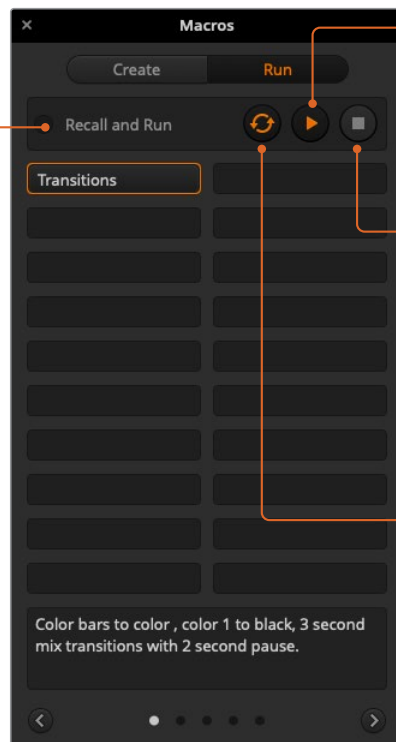 Macros
Create
Run
Recall and Run
Transitions
Color bars to color , color 1 to black, 3 second
mix transitions with 2 second pause.